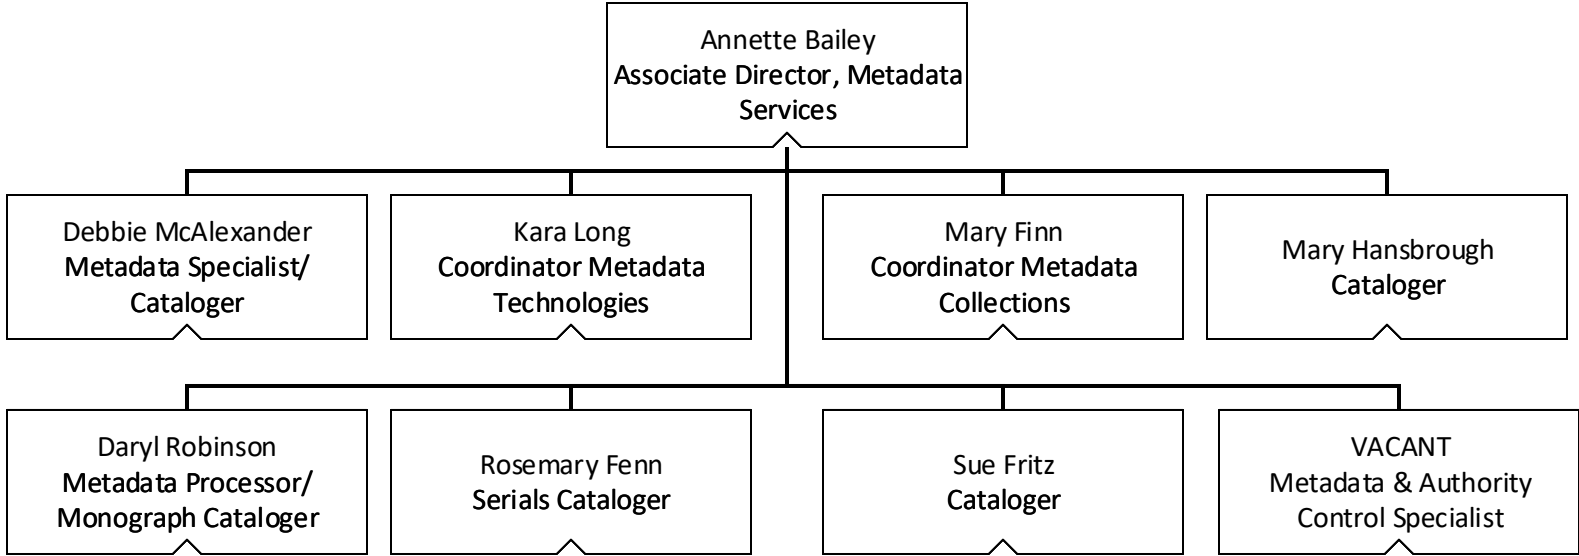 Annette Bailey
Associate Director, Metadata
Services
Debbie McAlexander
Metadata Specialist/
Cataloger
Kara Long
Coordinator Metadata
Technologies
Mary Finn
Coordinator Metadata
Collections
Mary Hansbrough
Cataloger
Daryl Robinson
Metadata Processor/
Monograph Cataloger
Rosemary Fenn
Serials Cataloger
Sue Fritz
Cataloger
VACANT
Metadata & Authority
Control Specialist